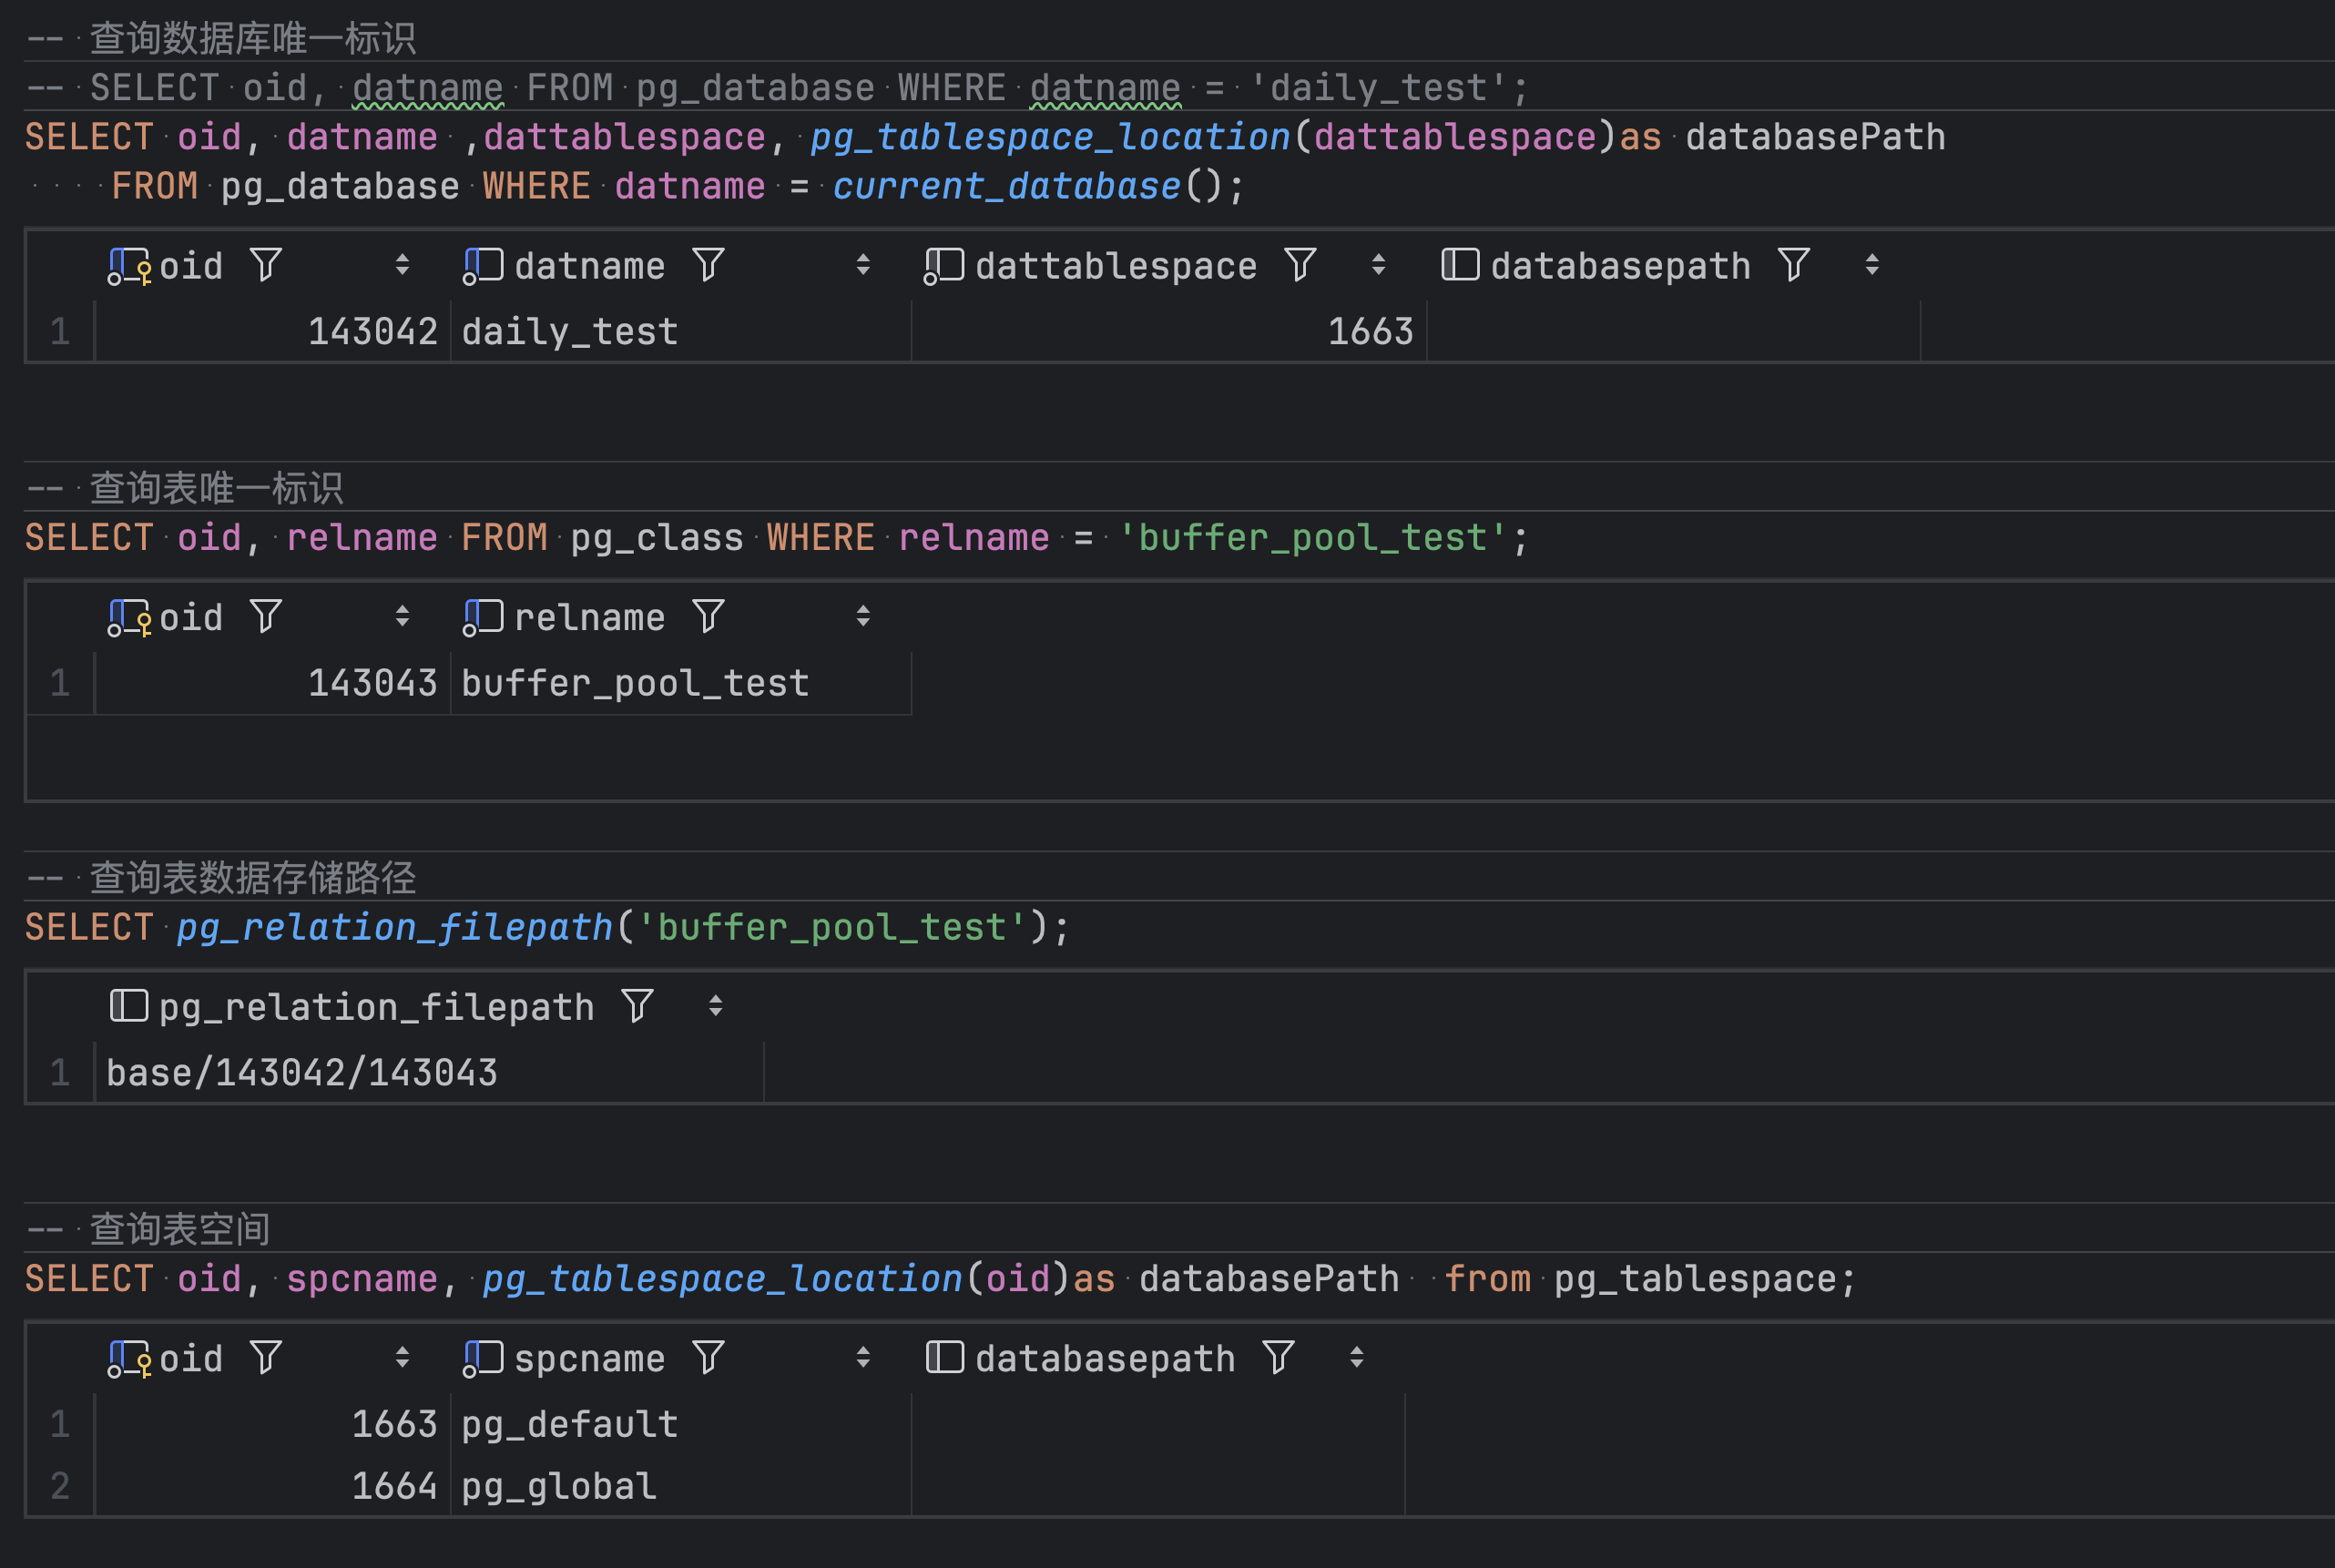 -- 查询数据库唯一标识
-- SELECT oid, datname FROM pg_database WHERE datname = 'daily_test';
SELECT oid, datname ,dattablespace, pg_tablespace_location(dattablespace)as databasePath
FROM pg_database WHERE datname = current_database();
oid datname dattablespace databasepath
1 143042 daily_test 1663
-- 查询表唯一标识
SELECT oid, relname FROM pg_class WHERE relname = 'buffer_pool_test';
oid relname
1 143043 buffer_pool_test
-- 查询表数据存储路径
SELECT pg_relation_filepath('buffer_pool_test');
pg_relation_filepath
1 base/143042/143043
-- 查询表空间
SELECT oid, spcname, pg_tablespace_location(oid)as databasePath  from pg_tablespace;
oid spcname databasepath
1 1663 pg_default
2 1664 pg_global